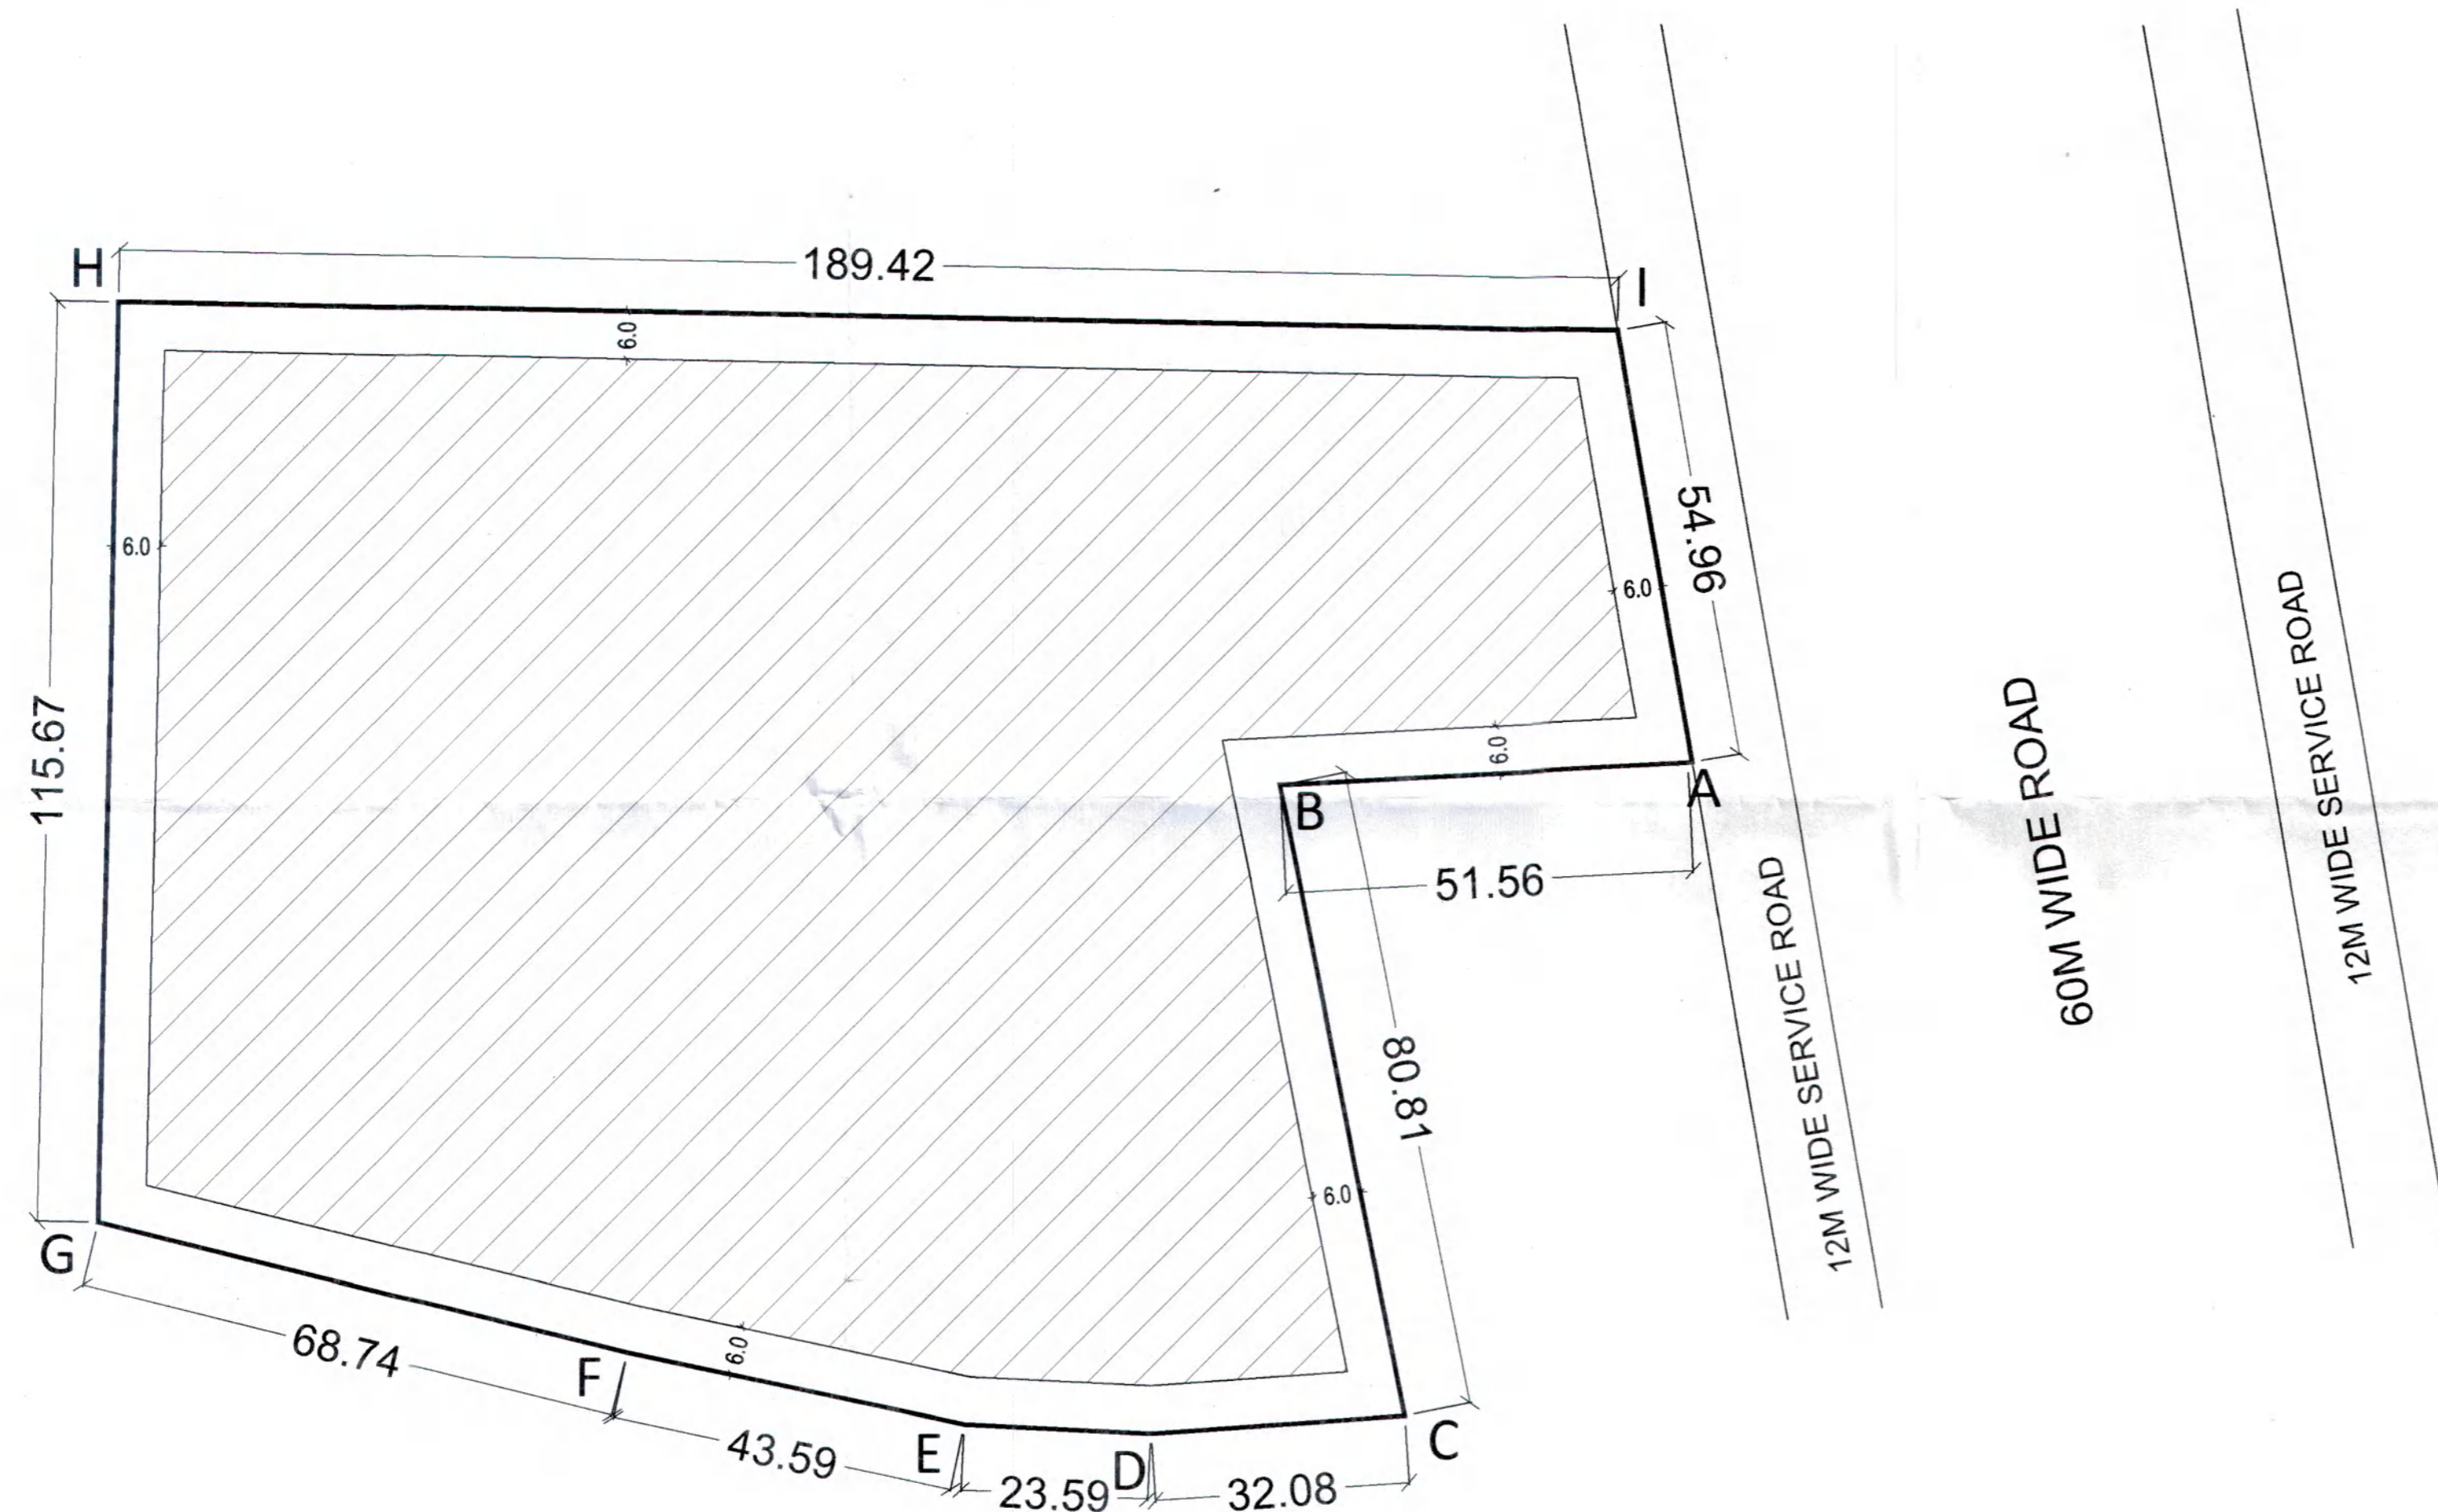 H
189.42
I
6.0
54.96
6.0
6.0
115.67
6.0
A
B
51.56
60M WIDE ROAD
12M WIDE SERVICE ROAD
12M WIDE SERVICE ROAD
80.81
6.0
G
68.74
F
6.0
43.59
E
23.59
D
32.08
C